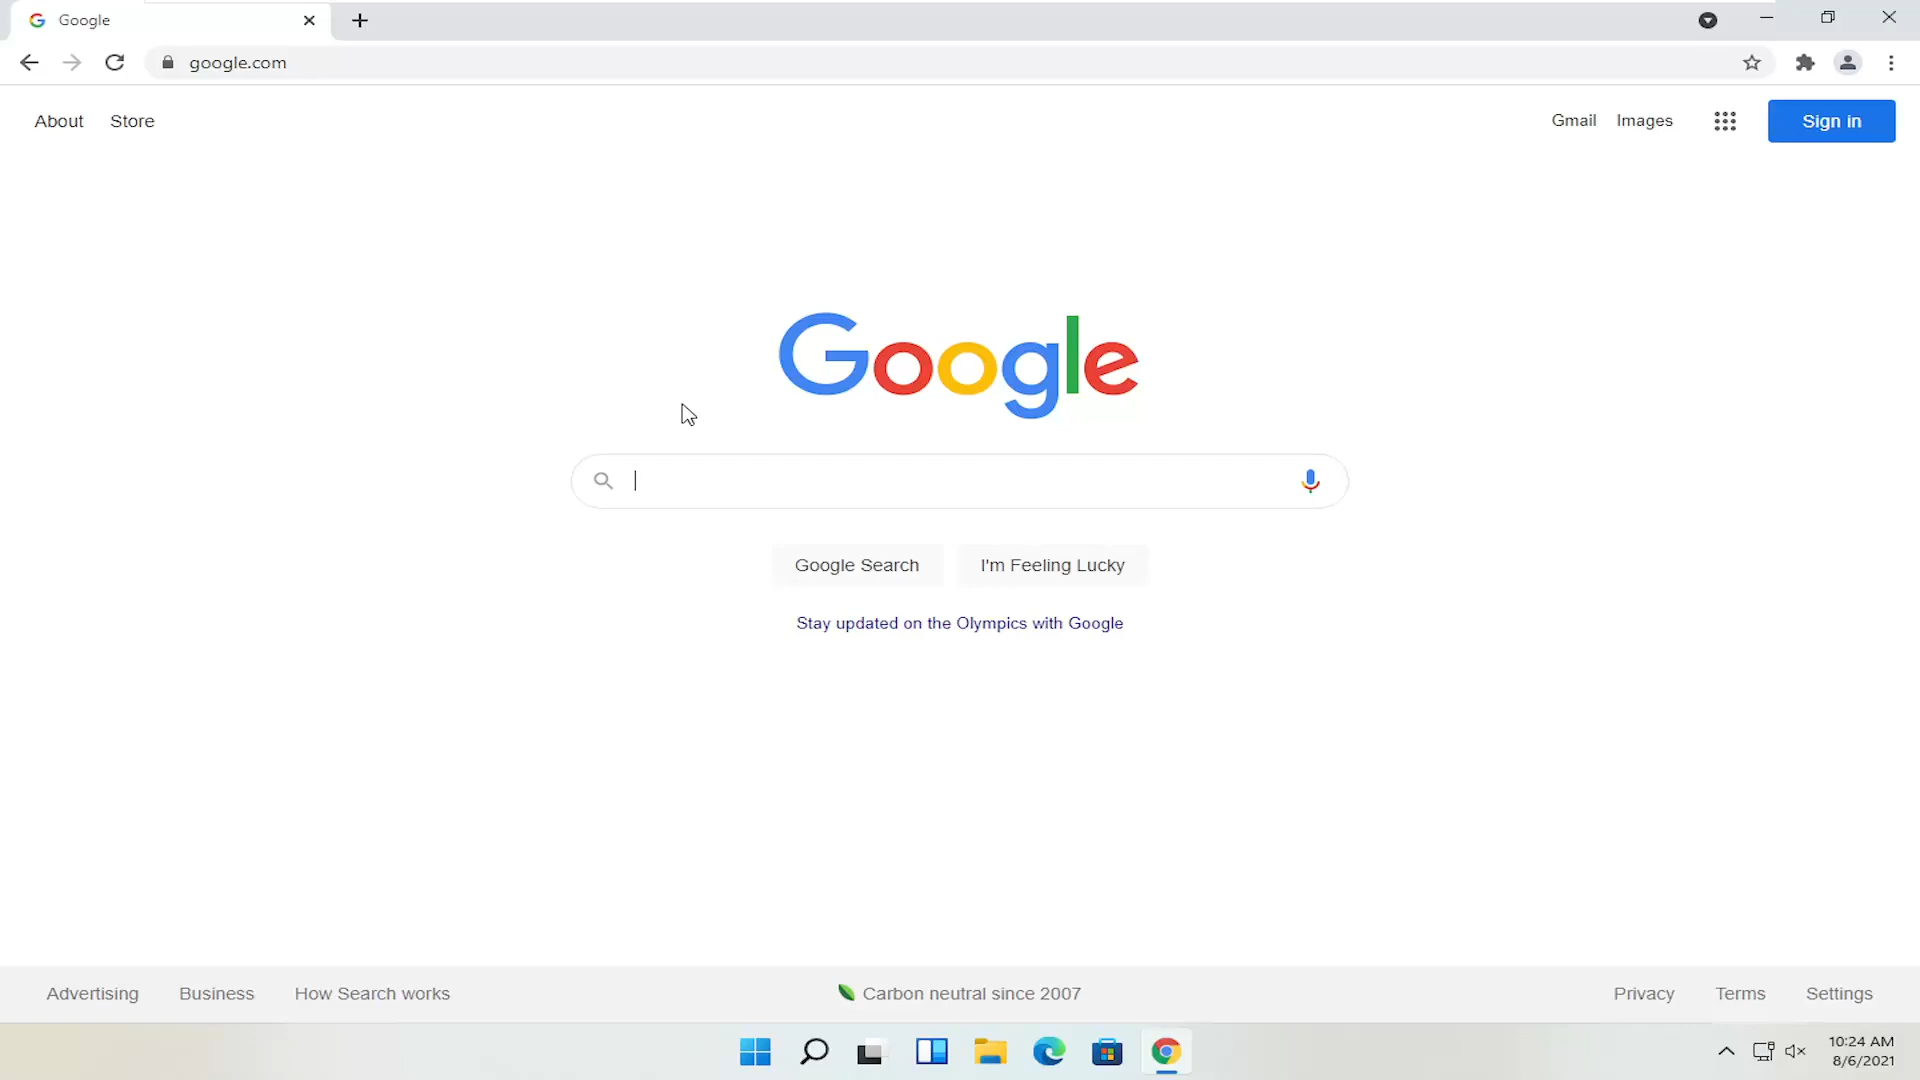 Google
google.com
About Store Gmail Images Sign in
Google
Google Search I'm Feeling Lucky
Stay updated on the Olympics with Google
Advertising Business How Search works Carbon neutral since 2007 Privacy Terms Settings
10:24 AM
8/6/2021